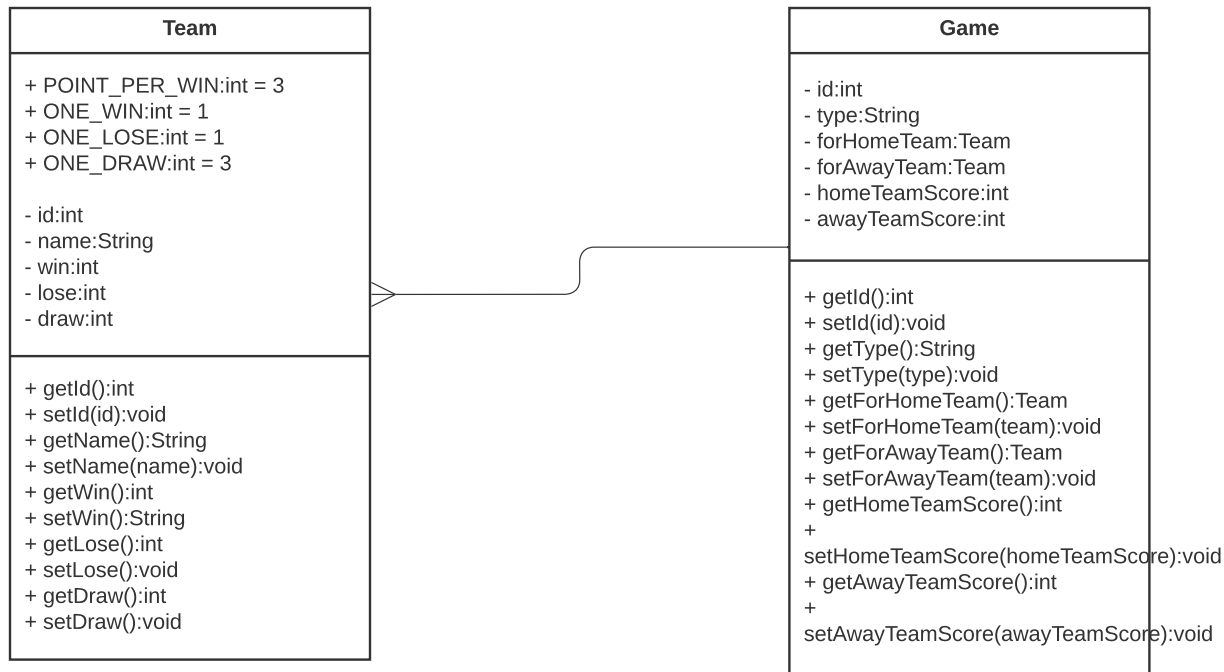 Team
+ POINT_PER_WIN:int = 3
+ ONE_WIN:int = 1
+ ONE_LOSE:int = 1
+ ONE_DRAW:int = 3
- id:int
- name:String
- win:int
- lose:int
- draw:int
+ getId():int
+ setId(id):void
+ getName():String
+ setName(name):void
+ getWin():int
+ setWin():String
+ getLose():int
+ setLose():void
+ getDraw():int
+ setDraw():void
Game
- id:int
- type:String
- forHomeTeam:Team
- forAwayTeam:Team
- homeTeamScore:int
- awayTeamScore:int
+ getId():int
+ setId(id):void
+ getType():String
+ setType(type):void
+ getForHomeTeam():Team
+ setForHomeTeam(team):void
+ getForAwayTeam():Team
+ setForAwayTeam(team):void
+ getHomeTeamScore():int
+
setHomeTeamScore(homeTeamScore):void
+ getAwayTeamScore():int
+
setAwayTeamScore(awayTeamScore):void